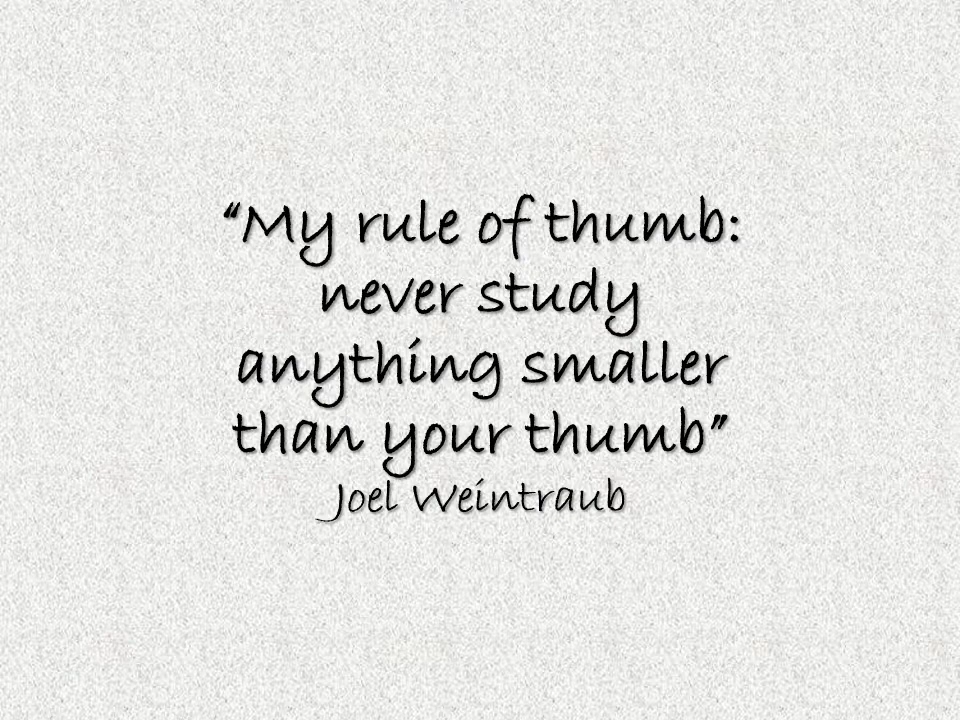 “My rule of thumb:
never study
anything smaller
than your thumb”
Joel Weintraub